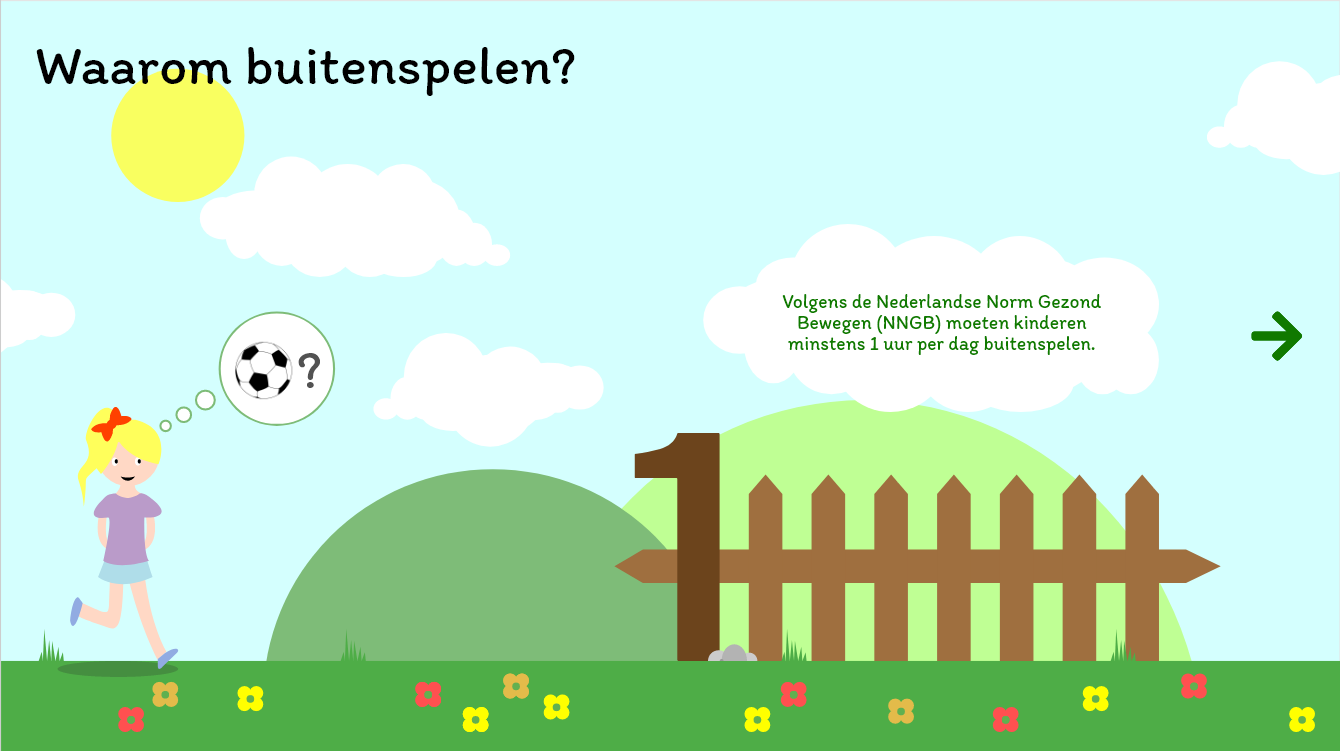 Waarom buitenspelen?
Volgens de Nederlandse Norm Gezond
Bewegen (NNGB) moeten kinderen
minstens 1 uur per dag buitenspelen.
?
1